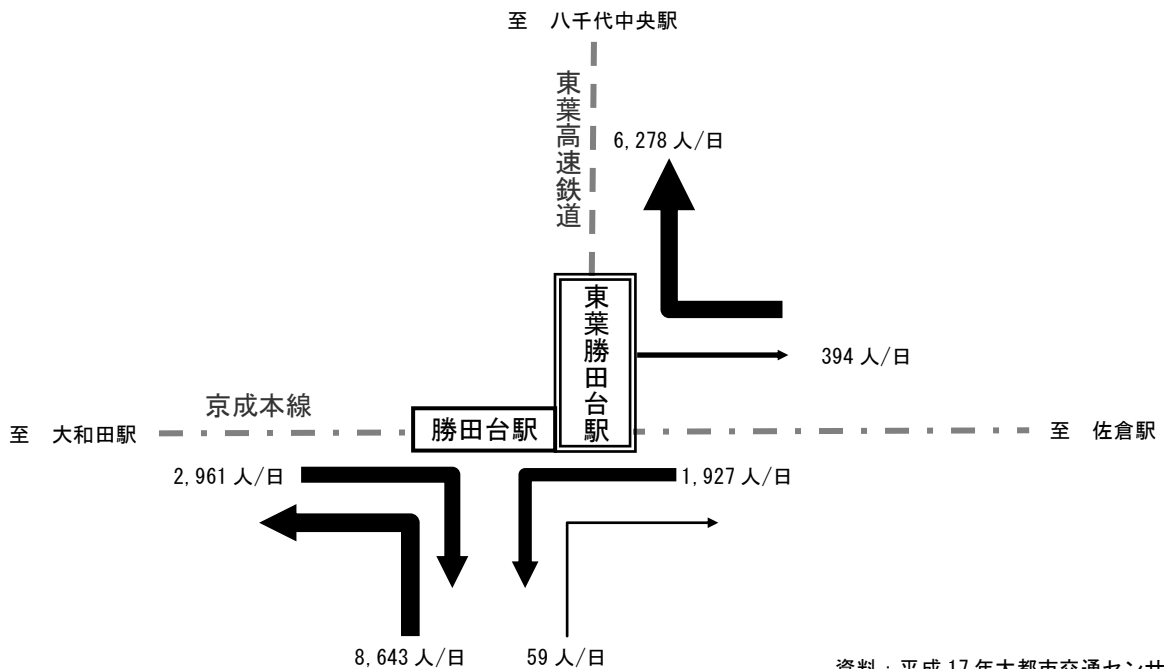 至 八千代中央駅
東葉高速鉄道
6,278 人/日
東葉勝田台駅
394 人/日
京成本線
至 大和田駅
勝田台駅
至 佐倉駅
2,961 人/日
1,927 人/日
8,643 人/日
59 人/日
資料：平成 17 年大都市交通センサ